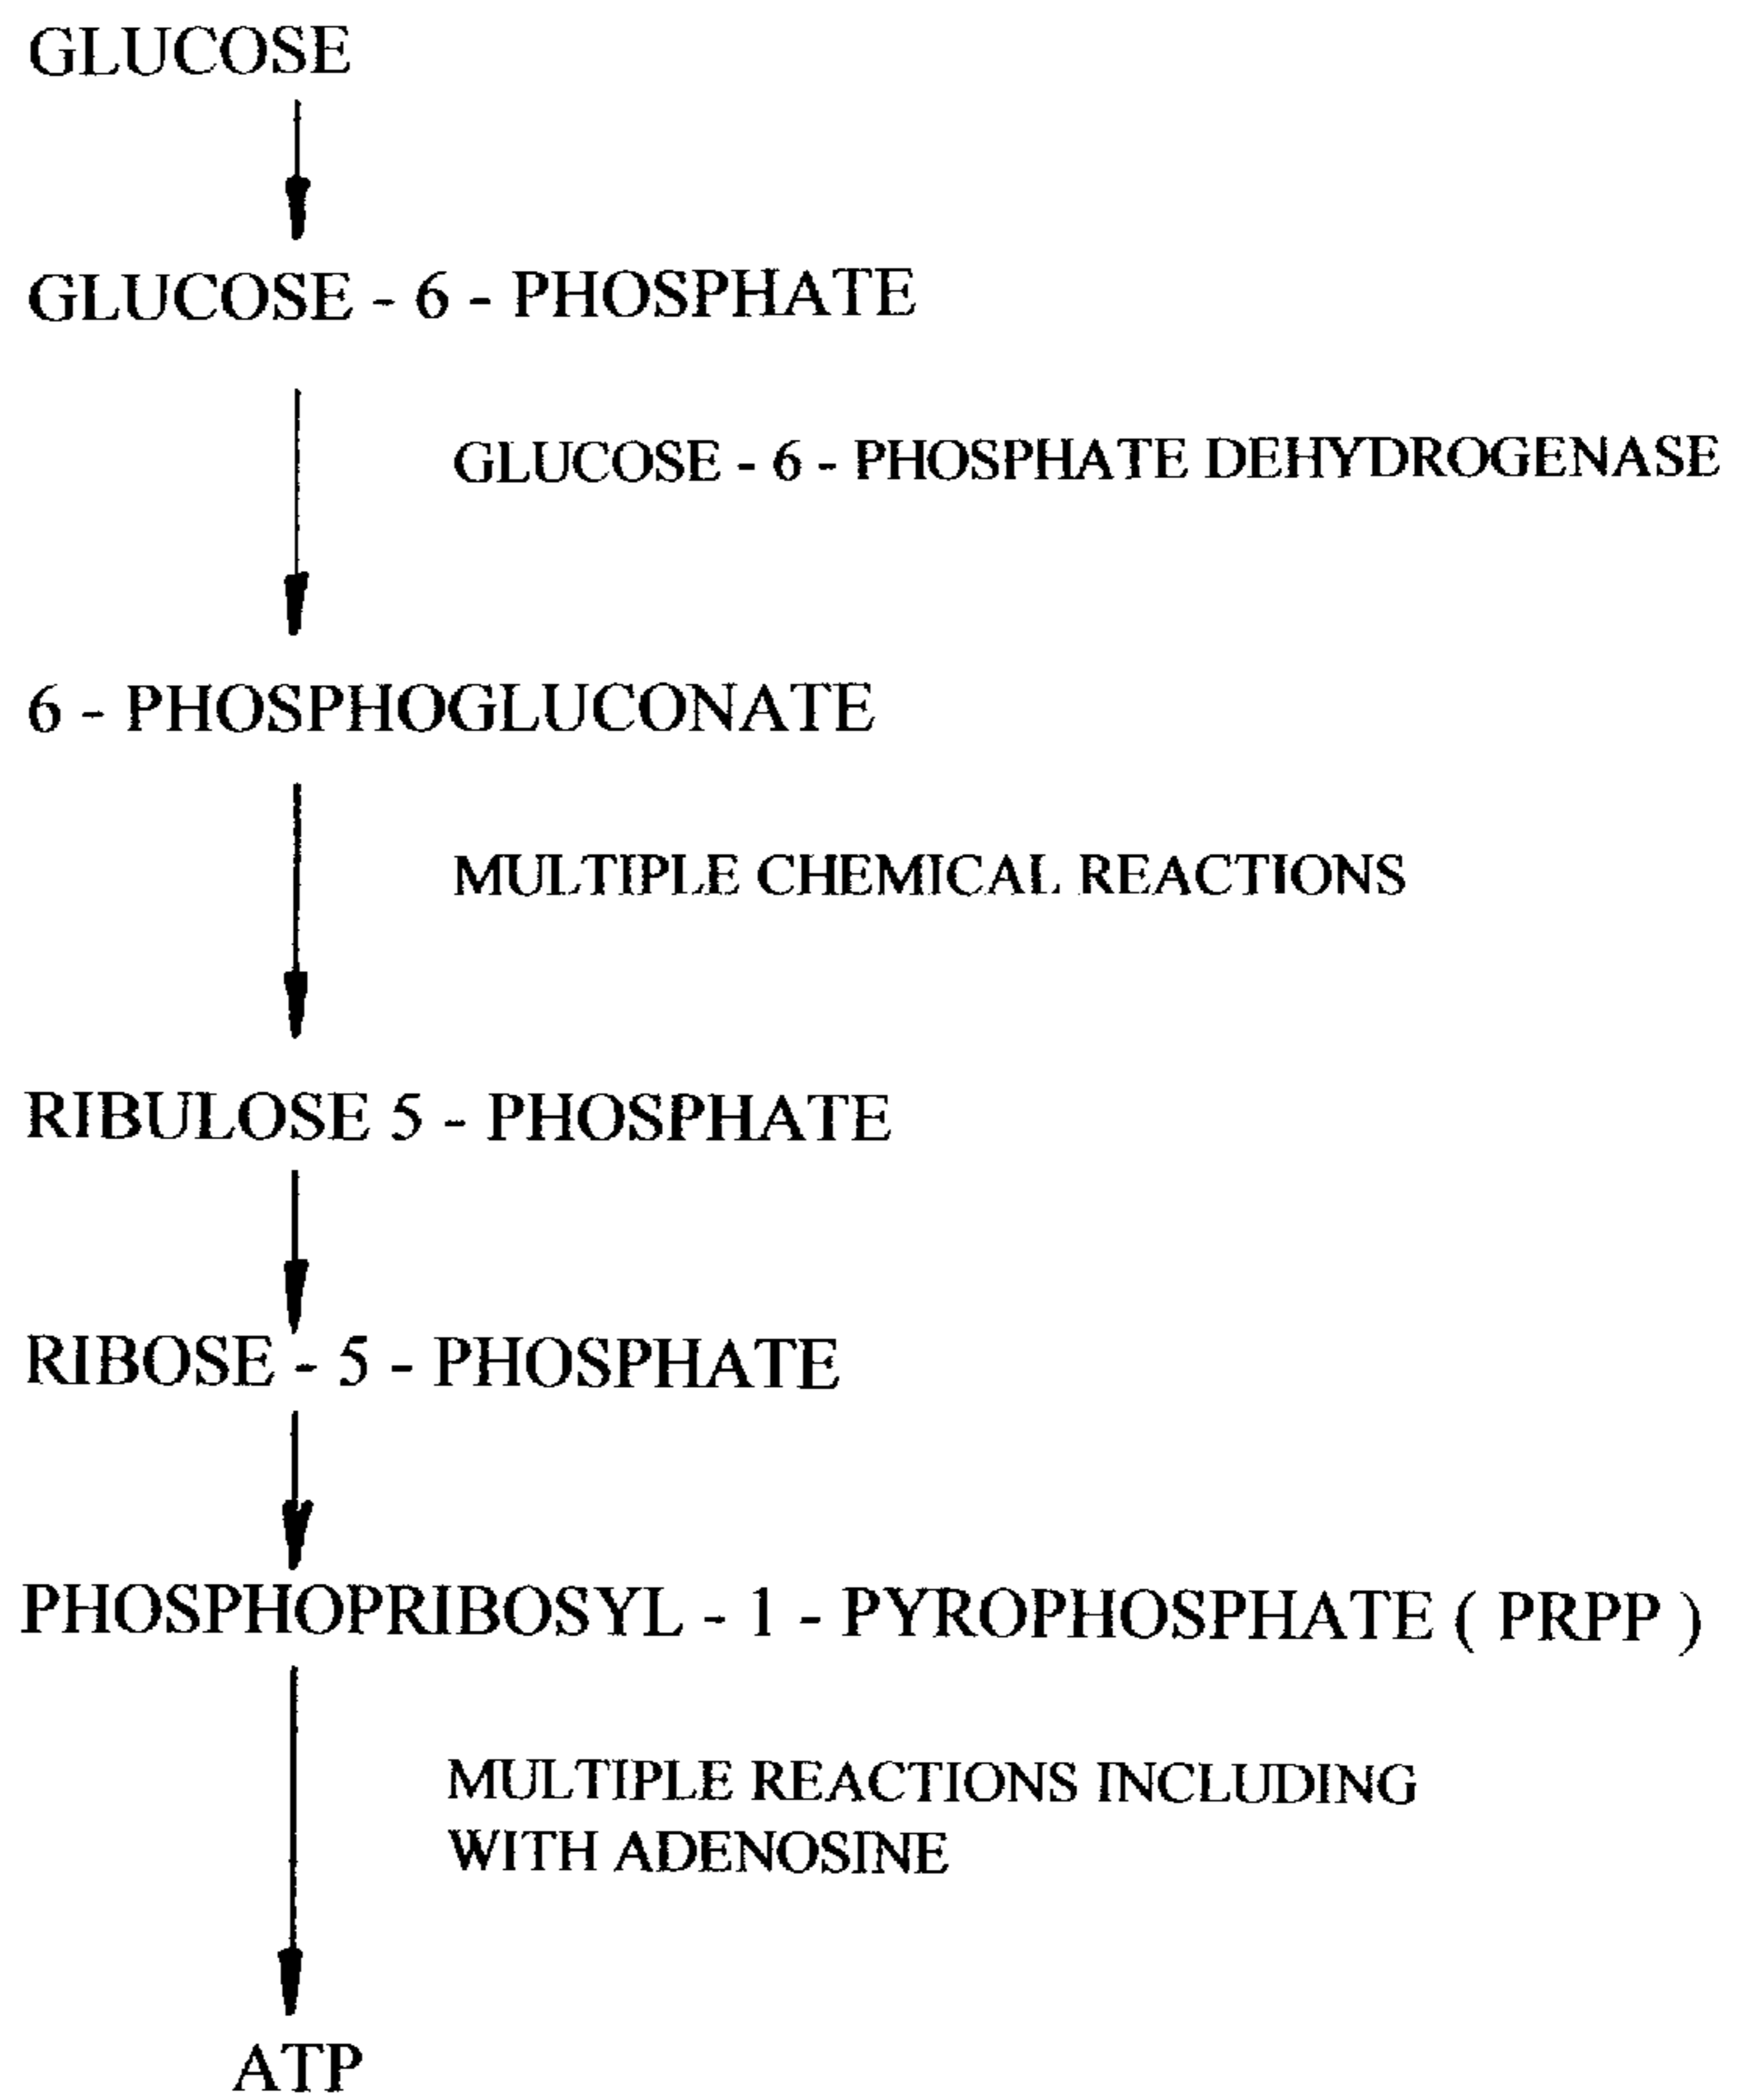 GLUCOSE
GLUCOSE - 6 - PHOSPHATE
GLUCOSE - 6 - PHOSPHATE DEHYDROGENASE
6 - PHOSPHOGLUCONATE
MULTIPLE CHEMICAL REACTIONS
RIBULOSE 5 - PHOSPHATE
RIBOSE - 5 - PHOSPHATE
PHOSPHOPRIBOSYL - 1 - PYROPHOSPHATE ( PRPP )
MULTIPLE REACTIONS INCLUDING
WITH ADENOSINE
ATP